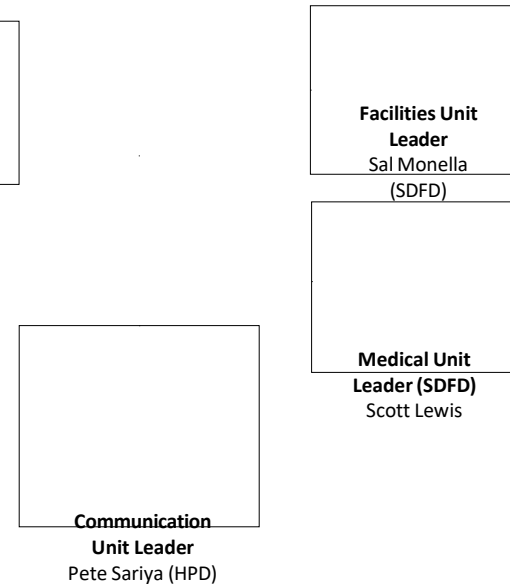 Facilities Unit
Leader
Sal Monella
(SDFD)
Medical Unit
Leader (SDFD)
Scott Lewis
Communication
Unit Leader
Pete Sariya (HPD)